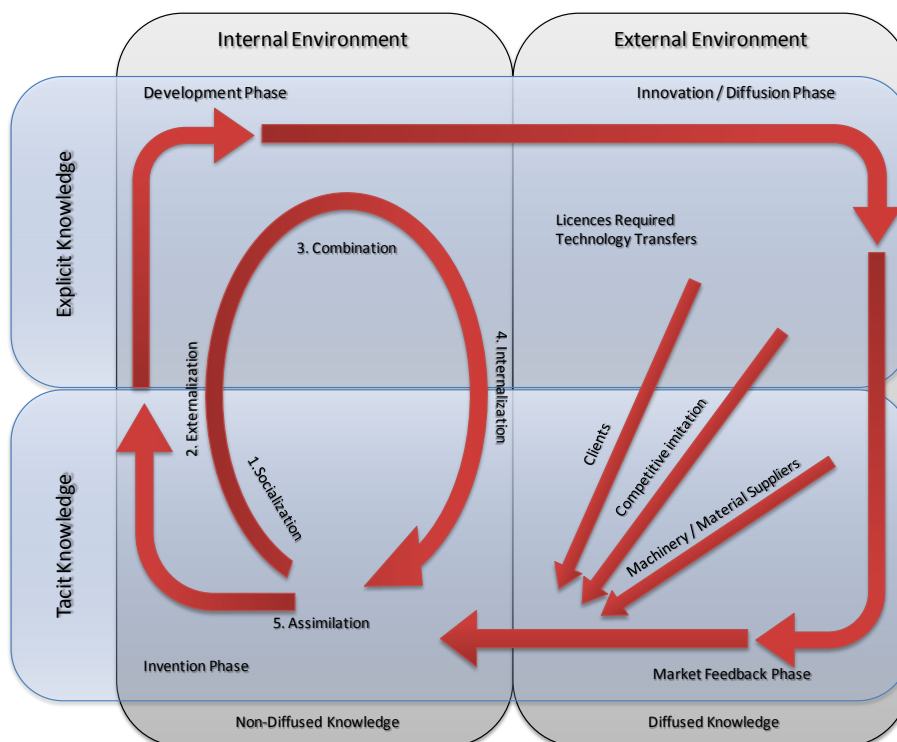 Internal Environment
External Environment
Development Phase
Innovation / Diffusion Phase
Explicit Knowledge
Licences Required
Technology Transfers
3. Combination
2. Externalization
4. Internalization
1.Socialization
Clients
Competitive imitation
Machinery / Material Suppliers
Tacit Knowledge
5. Assimilation
Invention Phase
Market Feedback Phase
Non-Diffused Knowledge
Diffused Knowledge